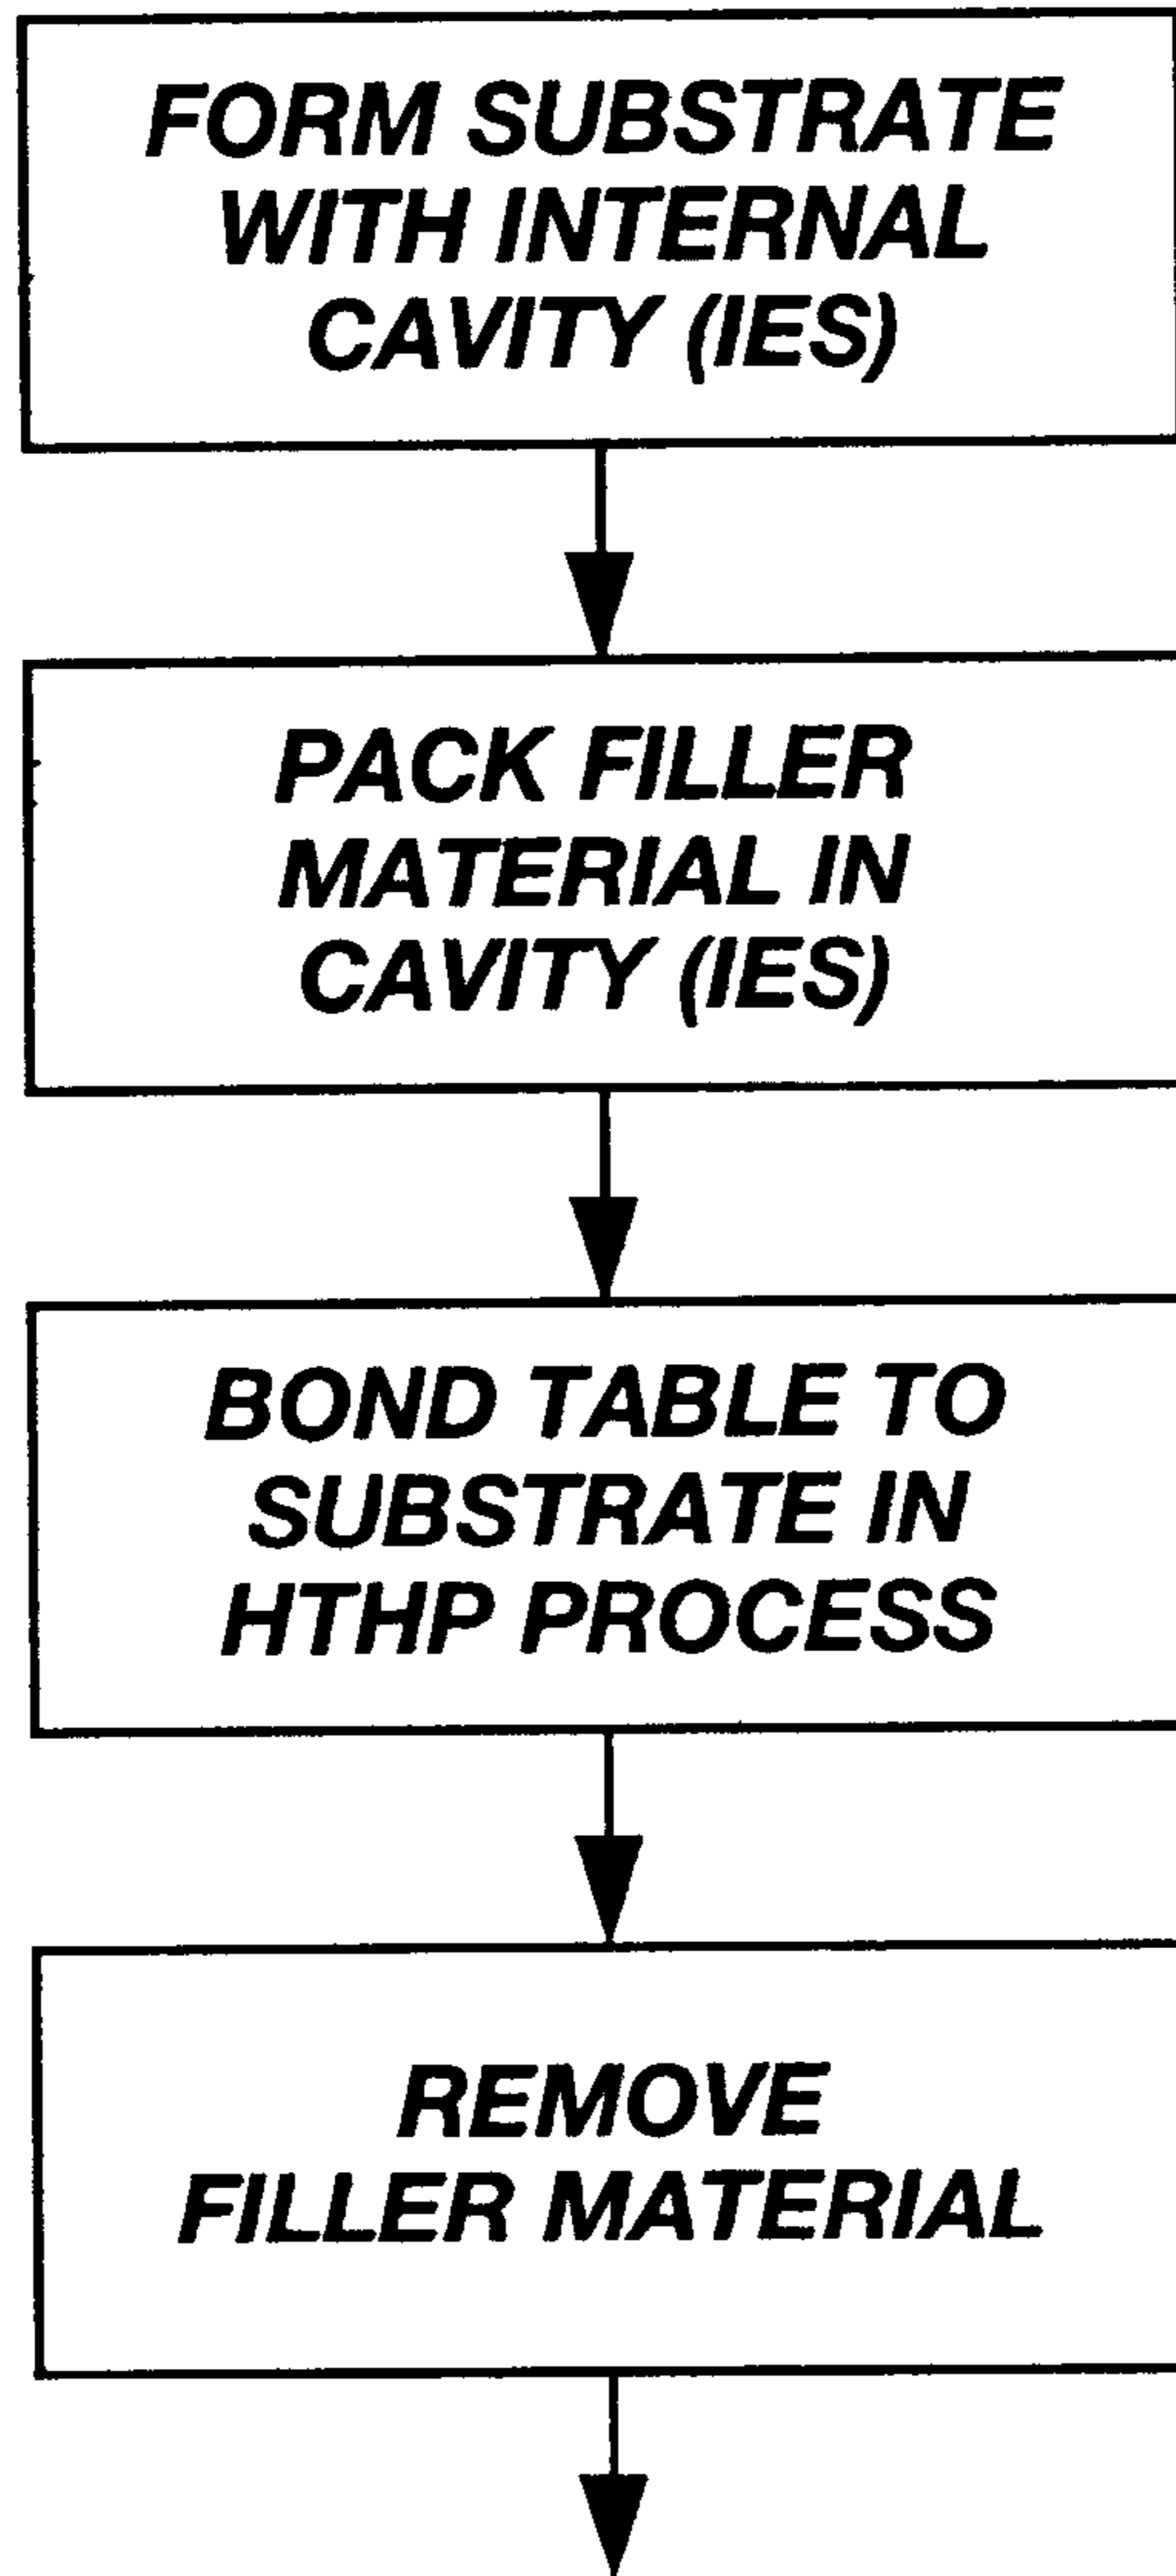 FORM SUBSTRATE
WITH INTERNAL
CAVITY (IES)
PACK FILLER
MATERIAL IN
CAVITY (IES)
BOND TABLE TO
SUBSTRATE IN
HTHP PROCESS
REMOVE
FILLER MATERIAL